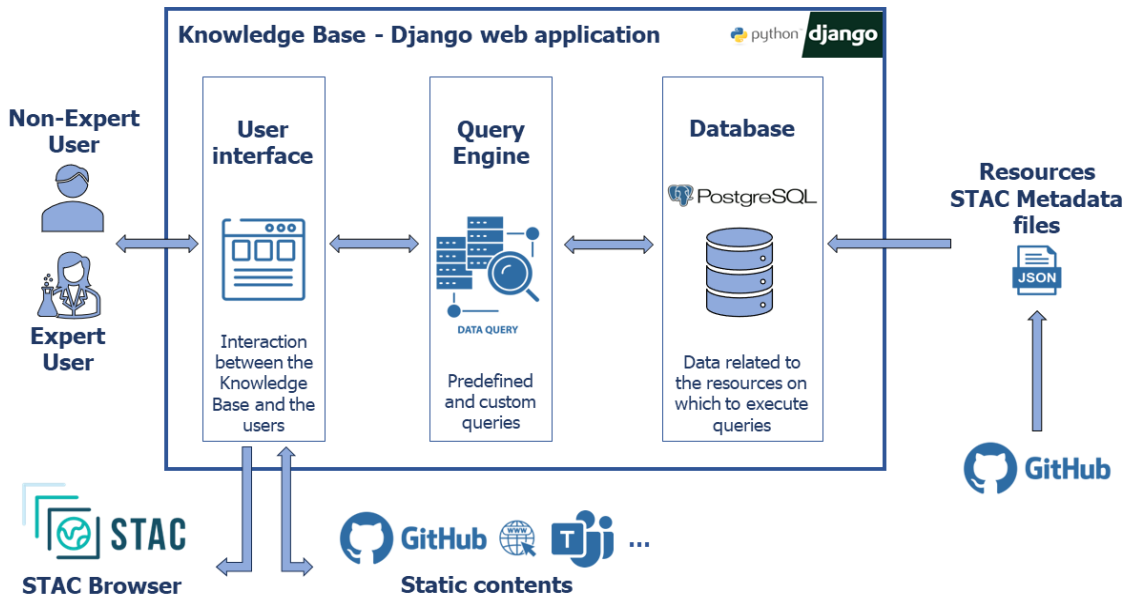 Knowledge Base - Django web application
python
django
Non-Expert
User
Expert
User
User
interface
Interaction
between the
Knowledge
Base and the
users
Query
Engine
DATA QUERY
Predefined
and custom
queries
Database
PostgreSQL
Data related to
the resources on
which to execute
queries
Resources
STAC Metadata
files
JSON
GitHub
STAC
STAC Browser
GitHub
WWW
T
...
Static contents